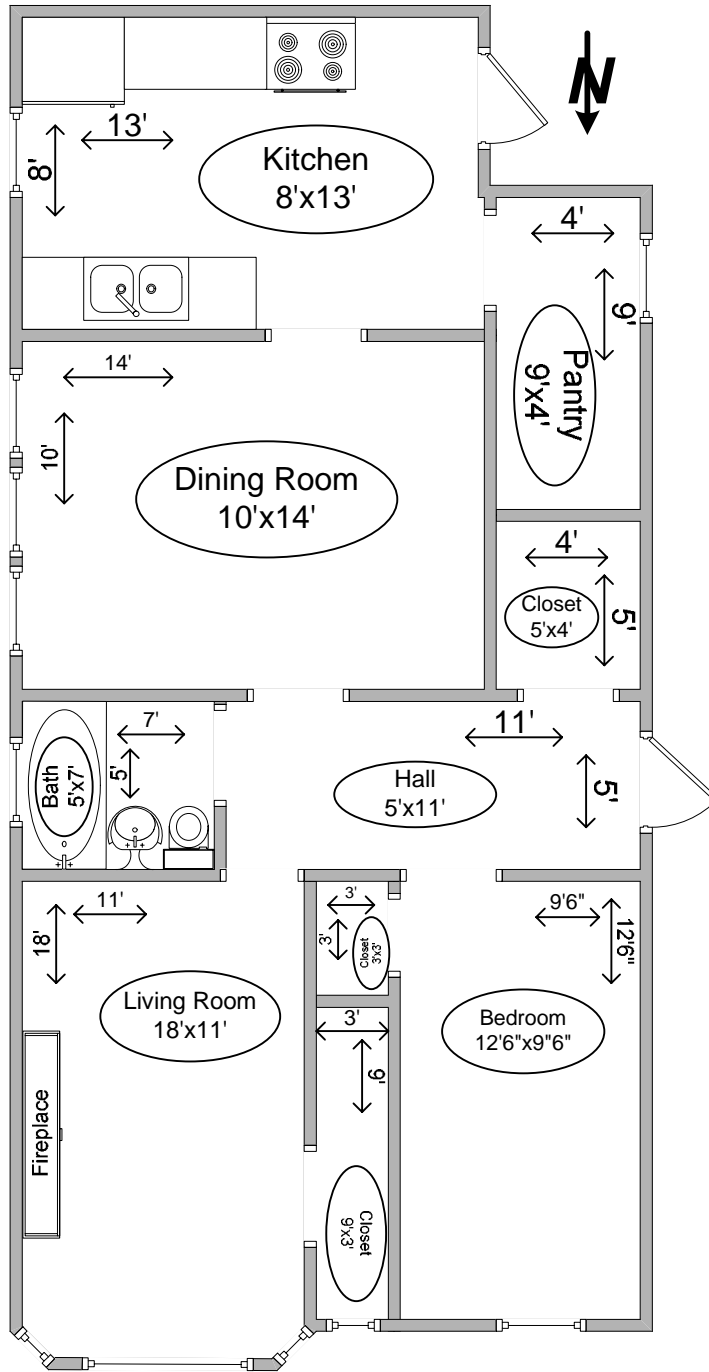 N
13'
8'
Kitchen
8'x13'
4'
9'
Pantry
9'x4'
14'
10'
Dining Room
10'x14'
4'
5'
Closet
5'x4'
7'
5'
Bath
5'x7'
11'
5'
Hall
5'x11'
11'
18'
Living Room
18'x11'
Fireplace
3'
3'
Closet
3'x3'
3'
9'
Closet
9'x3'
9'6"
12'6"
Bedroom
12'6"x9"6"